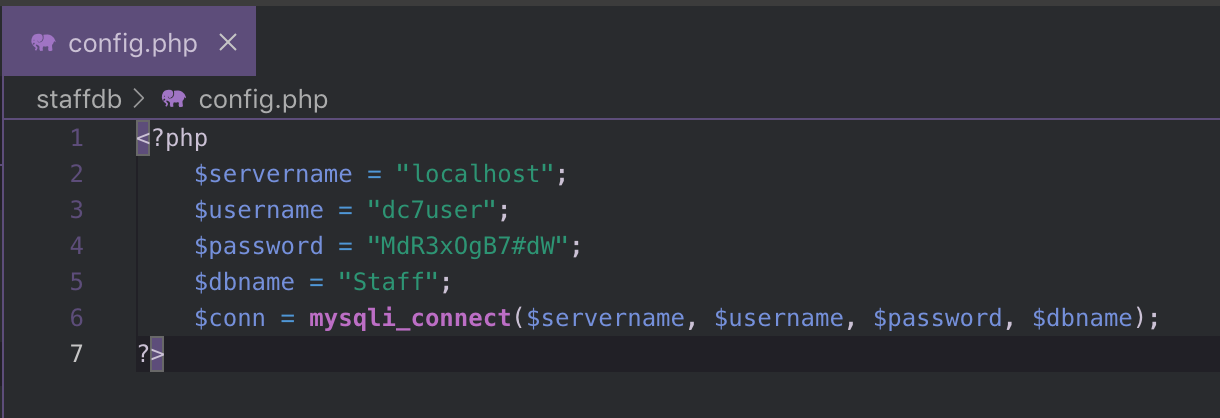 config.php
staffdb > config.php
1 <?php
2 $servername = "localhost";
3 $username = "dc7user";
4 $password = "MdR3xOgB7#dW";
5 $dbname = "Staff";
6 $conn = mysqli_connect($servername, $username, $password, $dbname);
7 ?>